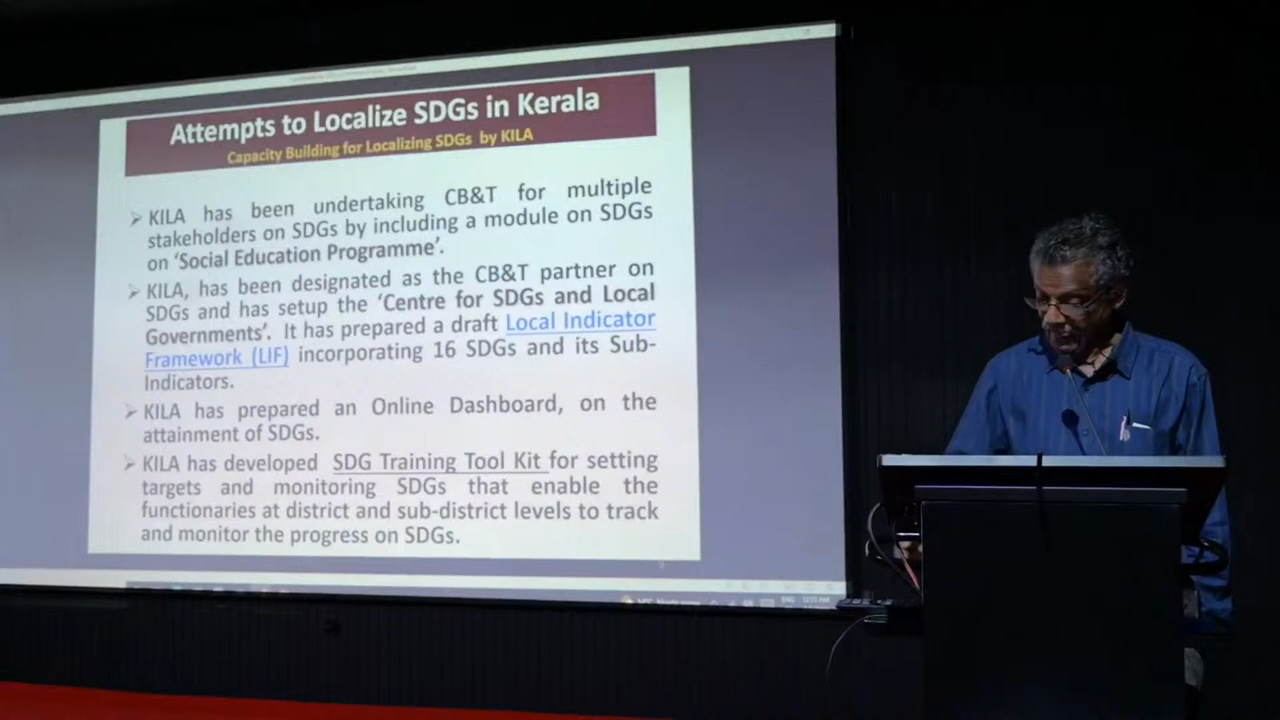 Attempts to Localize SDGs in Kerala
Capacity Building for Localizing SDGs by KILA
➢ KILA has been undertaking CB&T for multiple
stakeholders on SDGs by including a module on SDGs
on ‘Social Education Programme’.
➢ KILA, has been designated as the CB&T partner on
SDGs and has setup the ‘Centre for SDGs and Local
Governments’. It has prepared a draft Local Indicator
Framework (LIF) incorporating 16 SDGs and its Sub-
Indicators.
➢ KILA has prepared an Online Dashboard, on the
attainment of SDGs.
➢ KILA has developed SDG Training Tool Kit for setting
targets and monitoring SDGs that enable the
functionaries at district and sub-district levels to track
and monitor the progress on SDGs.
ENG